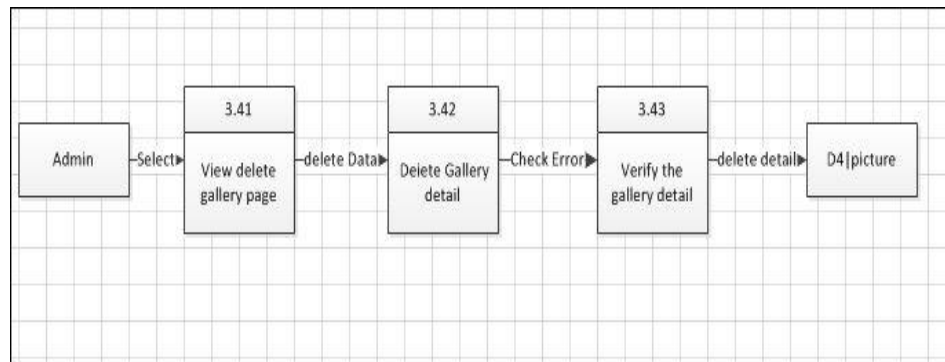 Admin
Select
3.41
View delete
gallery page
delete Data
3.42
Deiete Gallery
detail
Check Error
3.43
Verify the
gallery detail
delete detail
D4|picture